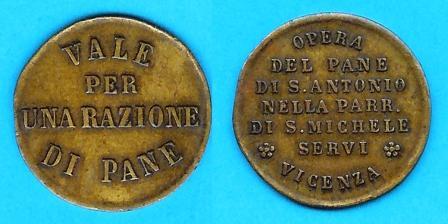 VALE
PER
UNA RAZIONE
DI PANE
OPERA
DEL PANE
DI S. ANTONIO
NELLA PARR.
DI S. MICHELE
SERVI
VICENZA